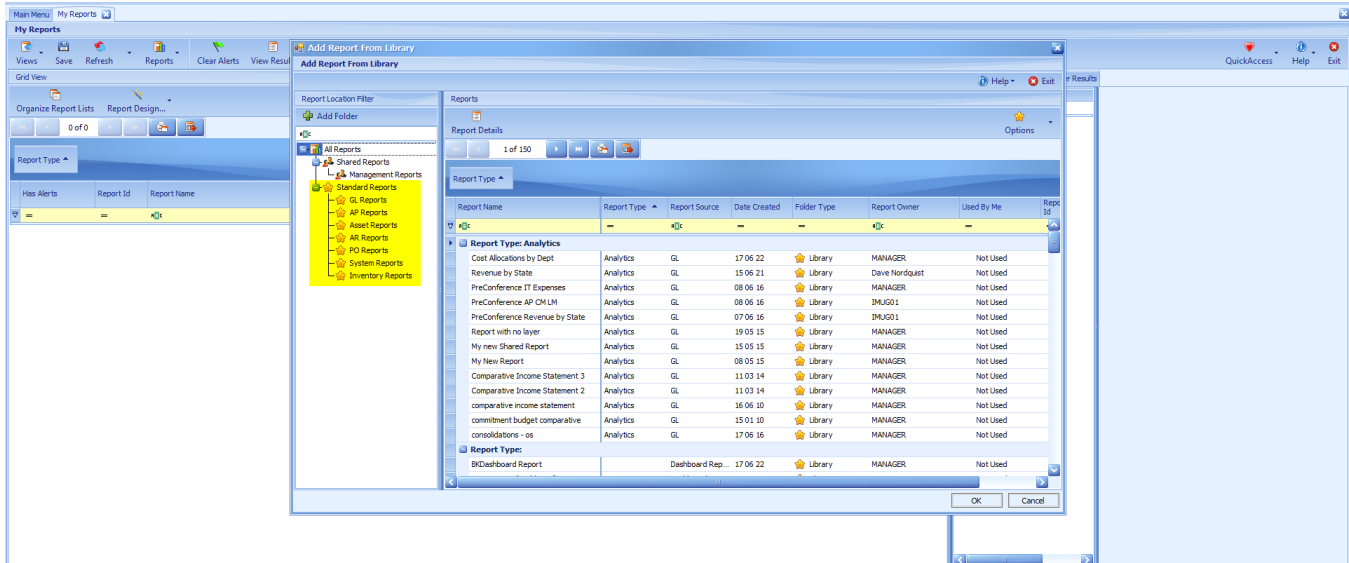 Main Menu My Reports
My Reports
Views Save Refresh Reports Clear Alerts View Resul
QuickAccess Help Exit
Grid View
Organize Report Lists Report Design...
0 of 0
Report Type
Has Alerts Report Id Report Name
= =
Add Report From Library
Add Report From Library
Help Exit
Report Location Filter
Add Folder
All Reports
Shared Reports
Management Reports
Standard Reports
GL Reports
AP Reports
Asset Reports
AR Reports
PO Reports
System Reports
Inventory Reports
Reports
Report Details Options
1 of 150
Report Type
Report Name Report Type Report Source Date Created Folder Type Report Owner Used By Me Repo
Id
= = = =
Report Type: Analytics
Cost Allocations by Dept Analytics GL 17 06 22 Library MANAGER Not Used
Revenue by State Analytics GL 15 06 21 Library Dave Nordquist Not Used
PreConference IT Expenses Analytics GL 08 06 16 Library MANAGER Not Used
PreConference AP CM LM Analytics GL 08 06 16 Library IMUG01 Not Used
PreConference Revenue by State Analytics GL 07 06 16 Library IMUG01 Not Used
Report with no layer Analytics GL 19 05 15 Library MANAGER Not Used
My new Shared Report Analytics GL 15 05 15 Library MANAGER Not Used
My New Report Analytics GL 08 05 15 Library MANAGER Not Used
Comparative Income Statement 3 Analytics GL 11 03 14 Library MANAGER Not Used
Comparative Income Statement 2 Analytics GL 11 03 14 Library MANAGER Not Used
comparative income statement Analytics GL 16 06 10 Library MANAGER Not Used
commitment budget comparative Analytics GL 15 01 10 Library MANAGER Not Used
consolidations - os Analytics GL 17 06 16 Library MANAGER Not Used
Report Type:
BKDashboard Report Dashboard Rep... 17 06 22 Library MANAGER Not Used
OK Cancel
r Results